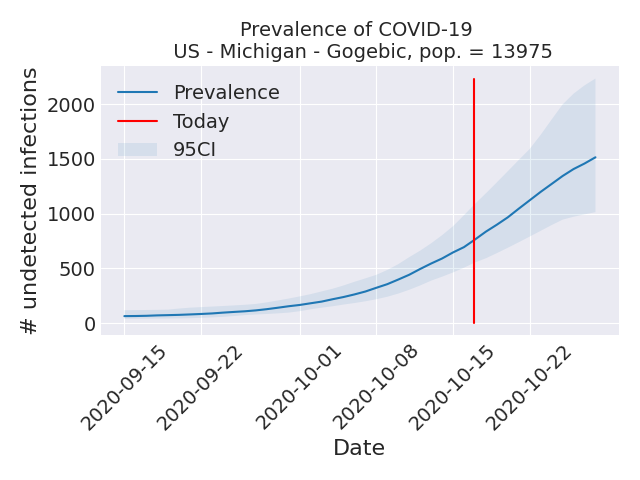 Prevalence of COVID-19
US - Michigan - Gogebic, pop. = 13975
# undetected infections
2000
1500
1000
500
0
Prevalence
Today
95CI
2020-09-15
2020-09-22
2020-10-01
2020-10-08
2020-10-15
2020-10-22
Date